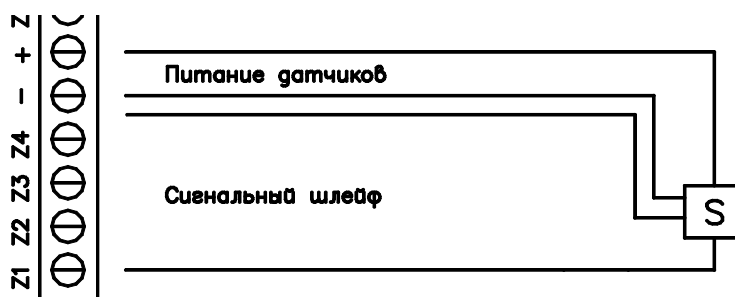 Z
+
Питание датчиков
−
Z4
Z3
Сигнальный шлейф
S
Z2
Z1